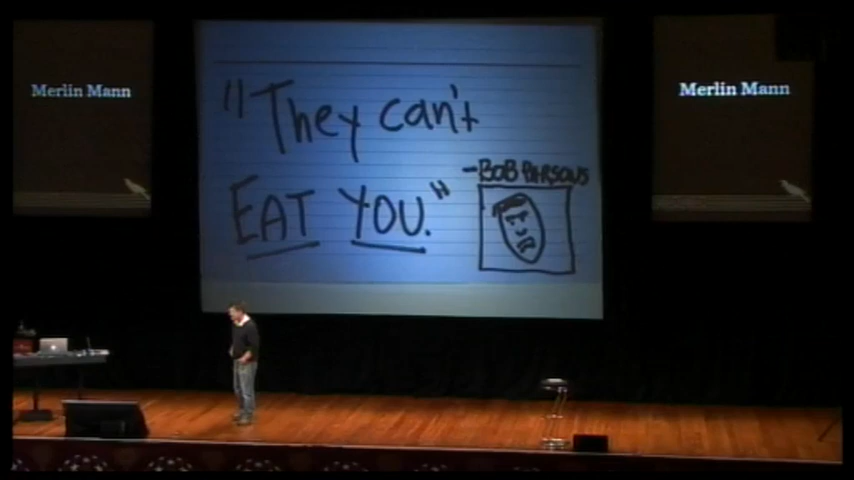 Merlin Mann
"They can't
EAT YOU."
-BOB PARSONS
Merlin Mann